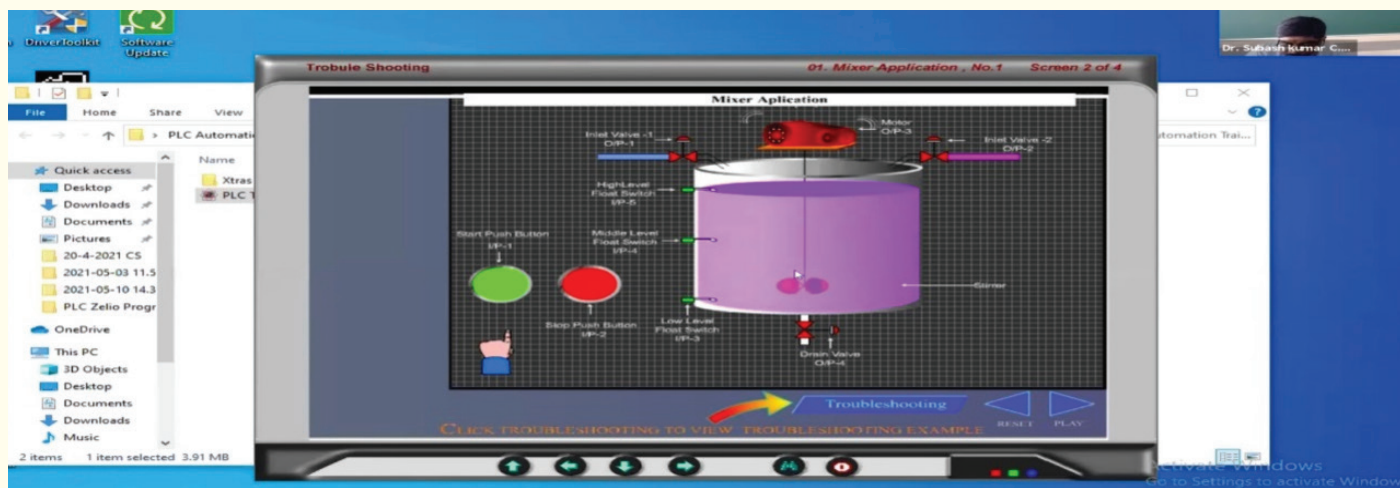 DriverToolkit
Software
Update
Dr. Subash kumar C....
Trobule Shooting
01. Mixer Application , No.1
Screen 2 of 4
File
Home
Share
View
PLC Automati
utomation Trai...
Name
Xtras
PLC T
Quick access
Desktop
Downloads
Documents
Pictures
20-4-2021 CS
2021-05-03 11.5
2021-05-10 14.3
PLC Zelio Progr
OneDrive
This PC
3D Objects
Desktop
Documents
Downloads
Music
2 items
1 item selected 3.91 MB
Mixer Aplication
Inlet Valve -1
O/P-1
Motor
O/P-3
Inlet Valve -2
O/P-2
HighLevel
Float Switch
I/P-5
Middle Level
Float Switch
I/P-4
Start Push Button
I/P-1
Stop Push Button
I/P-2
Low Level
Float Switch
I/P-3
Stirrer
Drain Valve
O/P-4
Troubleshooting
RESET
PLAY
CLICK TROUBLESHOOTING TO VIEW TROUBLESHOOTING EXAMPLE
Activate Windows
Go to Settings to activate Window